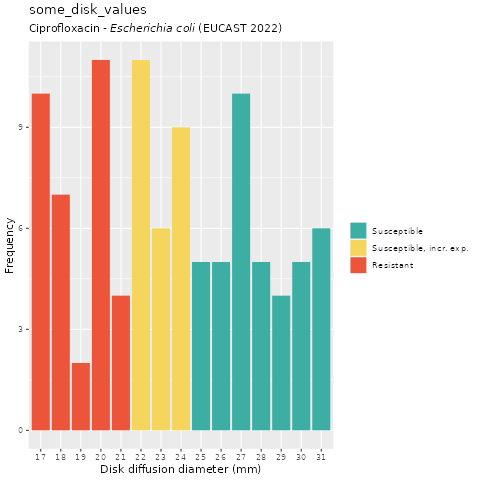 some_disk_values
Ciprofloxacin - Escherichia coli (EUCAST 2022)
Frequency
9
6
3
0
17 18 19 20 21 22 23 24 25 26 27 28 29 30 31
Disk diffusion diameter (mm)
Susceptible
Susceptible, incr. exp.
Resistant